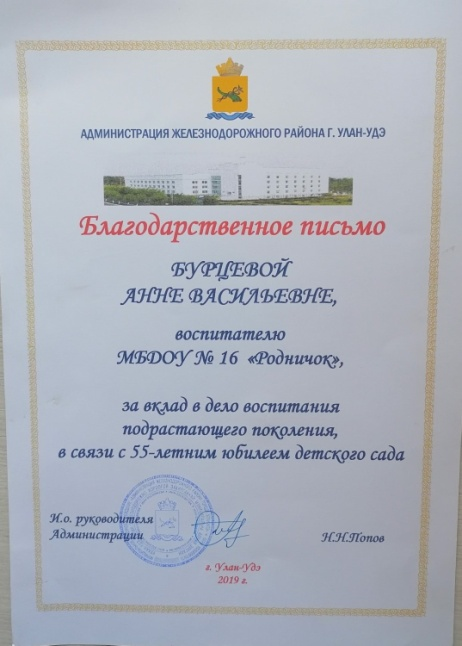 АДМИНИСТРАЦИЯ ЖЕЛЕЗНОДОРОЖНОГО РАЙОНА Г. УЛАН-УДЭ
Благодарственное письмо
БУРЦЕВОЙ
АННЕ ВАСИЛЬЕВНЕ,
воспитателю
МБДОУ № 16 «Родничок»,
за вклад в дело воспитания
подрастающего поколения,
в связи с 55-летним юбилеем детского сада
И.о. руководителя
Администрации
Н.Н.Попов
г. Улан-Удэ
2019 г.